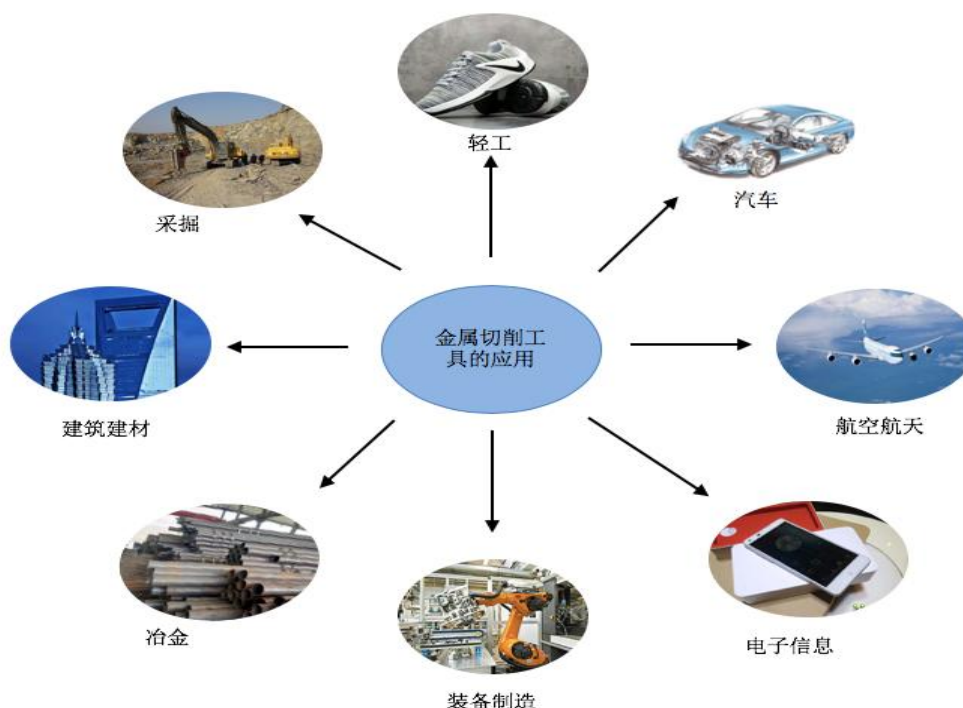 轻工
采掘
汽车
金属切削工
具的应用
建筑建材
航空航天
冶金
电子信息
装备制造